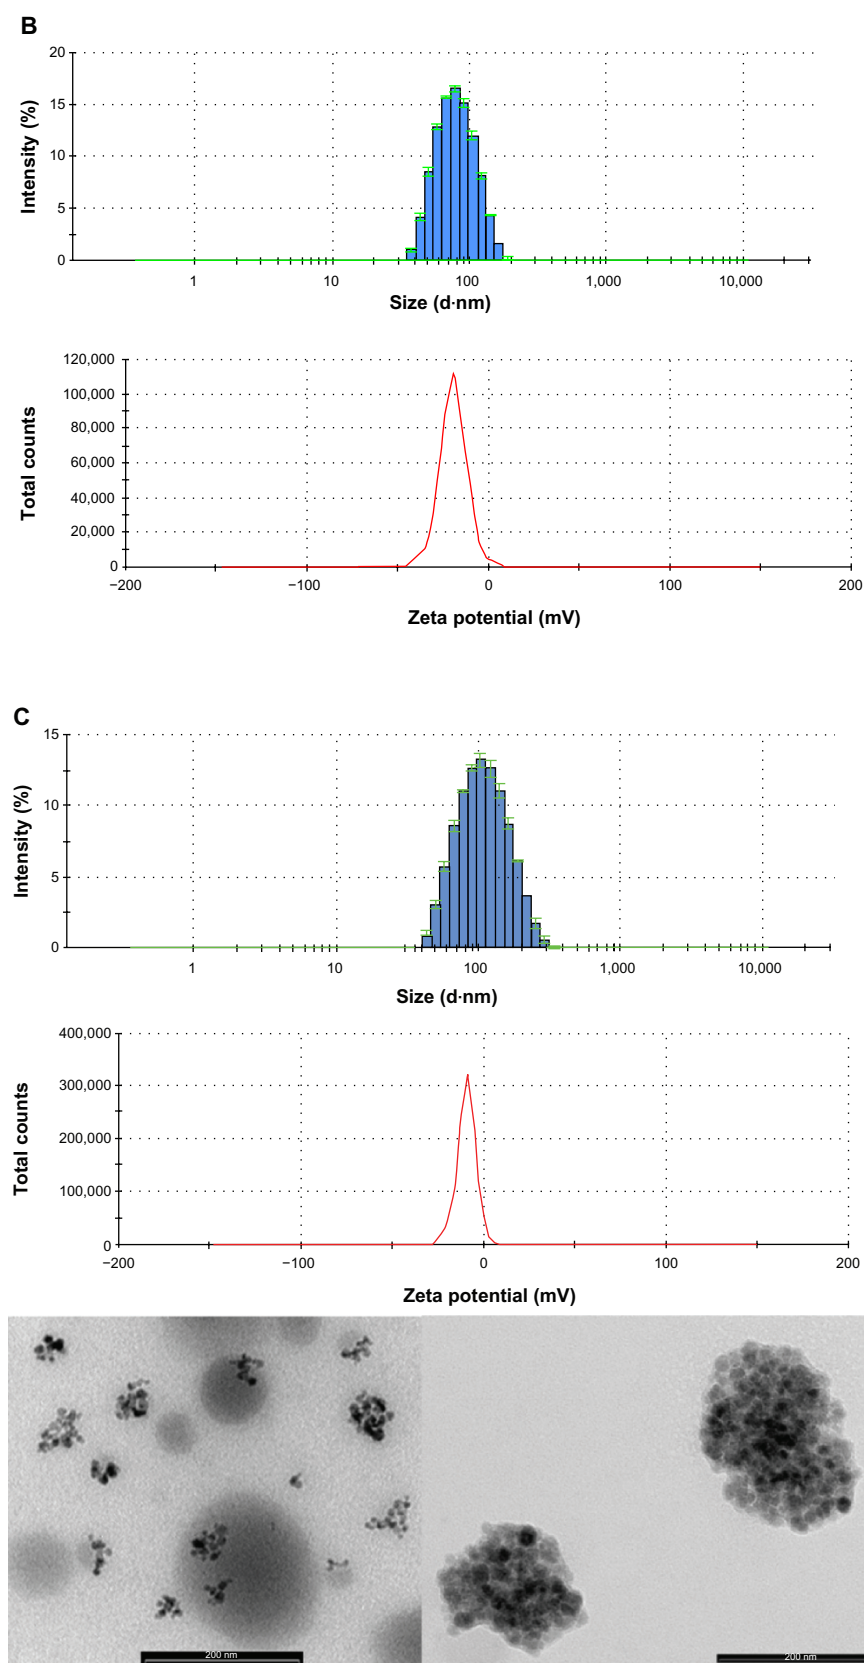 B
20
15
10
5
0
Intensity (%)
1 10 100 1,000 10,000
Size (d·nm)
120,000
100,000
80,000
60,000
40,000
20,000
0
Total counts
−200 −100 0 100 200
Zeta potential (mV)
C
15
10
5
0
Intensity (%)
1 10 100 1,000 10,000
Size (d·nm)
400,000
300,000
200,000
100,000
0
Total counts
−200 −100 0 100 200
Zeta potential (mV)
200 nm 200 nm